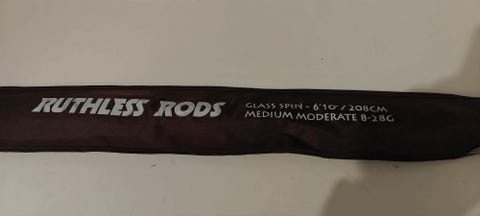 RUTHLESS RODS
GLASS SPIN - 6'10" / 208CM
MEDIUM MODERATE 8-28G